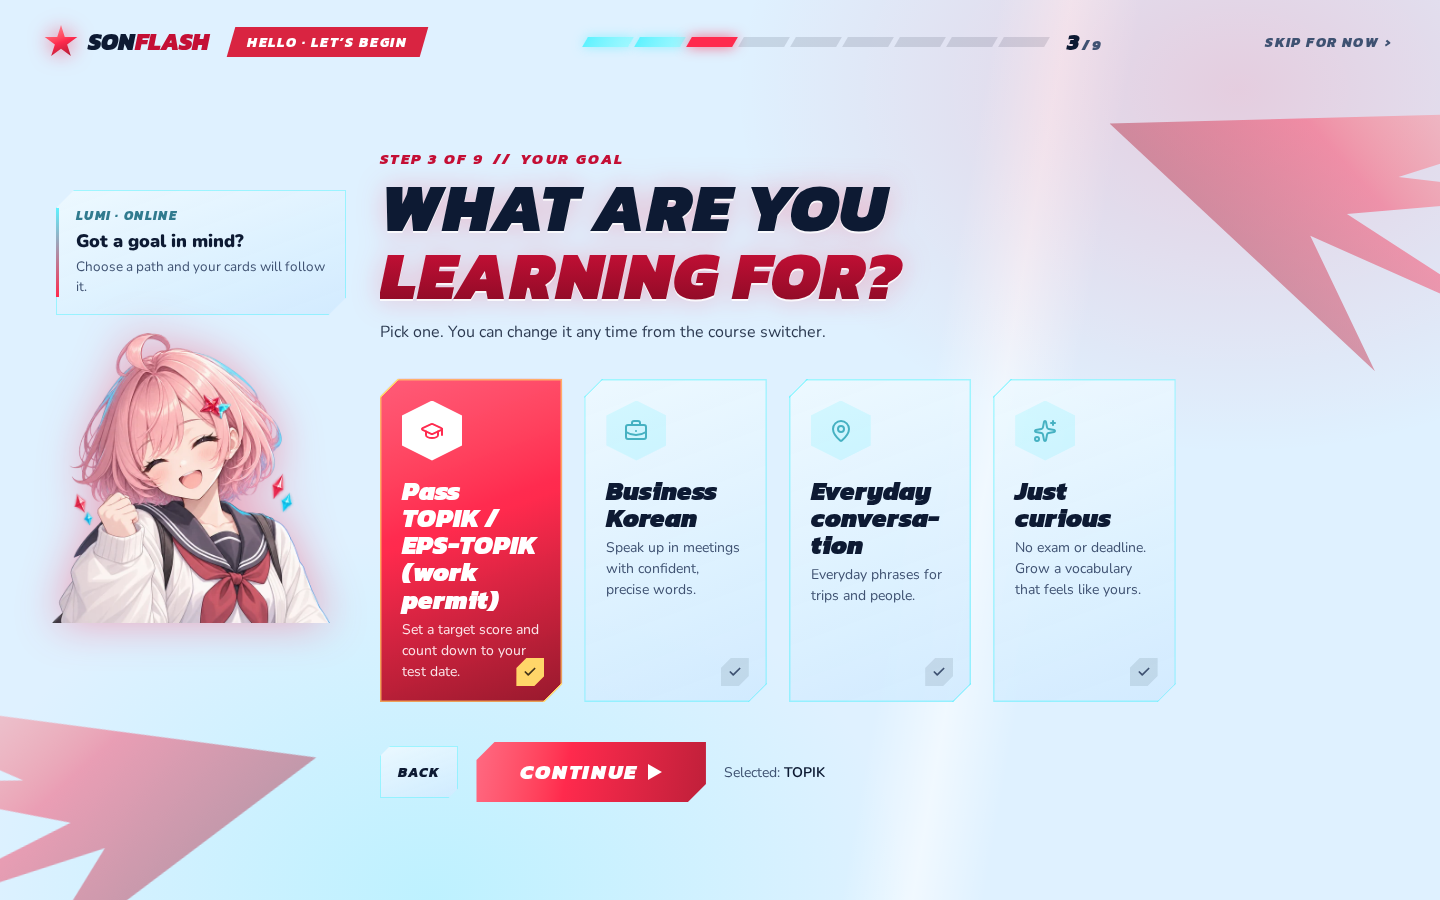 SONFLASH
HELLO · LET'S BEGIN
3 / 9
SKIP FOR NOW >
STEP 3 OF 9 // YOUR GOAL
WHAT ARE YOU
LEARNING FOR?
Pick one. You can change it any time from the course switcher.
LUMI · ONLINE
Got a goal in mind?
Choose a path and your cards will follow
it.
Pass
TOPIK /
EPS-TOPIK
(work
permit)
Set a target score and
count down to your
test date.
Business
Korean
Speak up in meetings
with confident,
precise words.
Everyday
conversa-
tion
Everyday phrases for
trips and people.
Just
curious
No exam or deadline.
Grow a vocabulary
that feels like yours.
BACK
CONTINUE
Selected: TOPIK